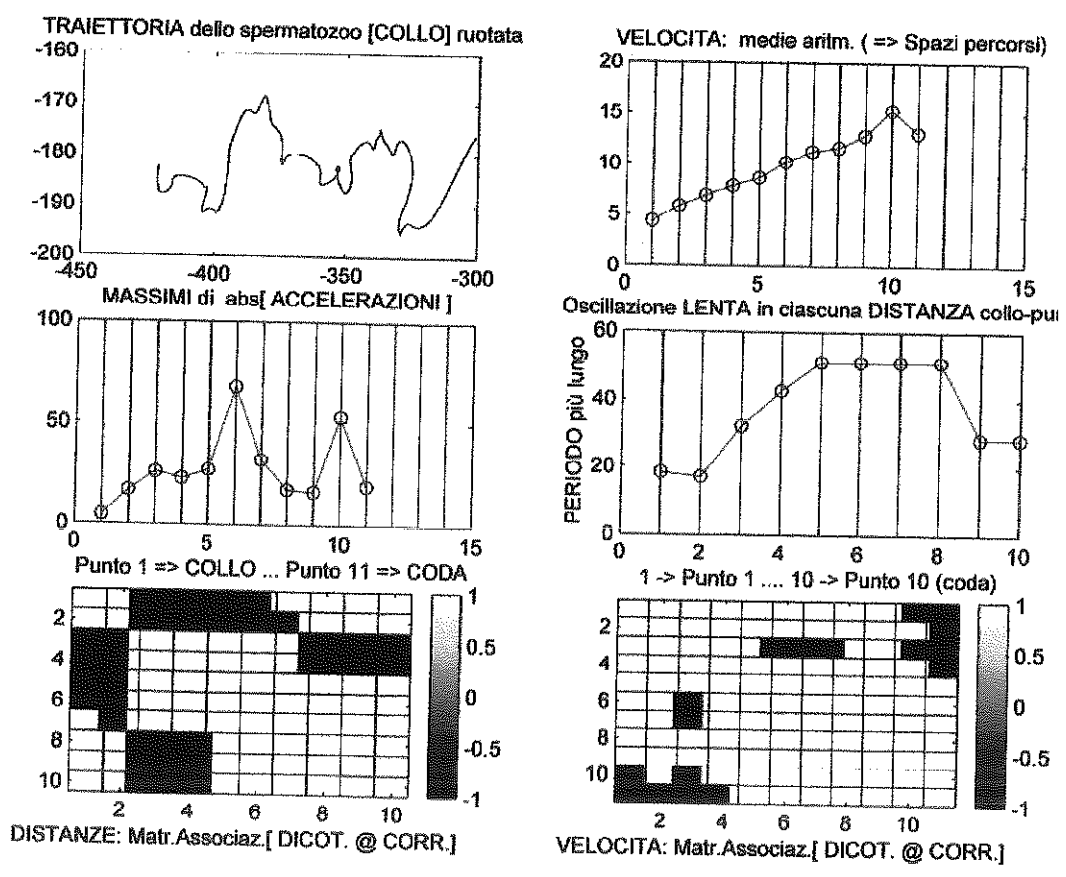 TRAIETTORIA dello spermatozoo [COLLO] ruotata
-160
-170
-180
-190
-200
-450 -400 -350 -300
VELOCITA: medie aritm. ( => Spazi percorsi)
20
15
10
5
0
0 5 10 15
MASSIMI di abs[ ACCELERAZIONI ]
100
50
0
0 5 10 15
Punto 1 => COLLO ... Punto 11 => CODA
Oscillazione LENTA in ciascuna DISTANZA collo-pu
PERIODO più lungo
60
40
20
0
0 2 4 6 8 10
1 -> Punto 1 .... 10 -> Punto 10 (coda)
2
4
6
8
10
2 4 6 8 10
1
0.5
0
-0.5
-1
DISTANZE: Matr.Associaz.[ DICOT. @ CORR.]
2
4
6
8
10
2 4 6 8 10
1
0.5
0
-0.5
-1
VELOCITA: Matr.Associaz.[ DICOT. @ CORR.]